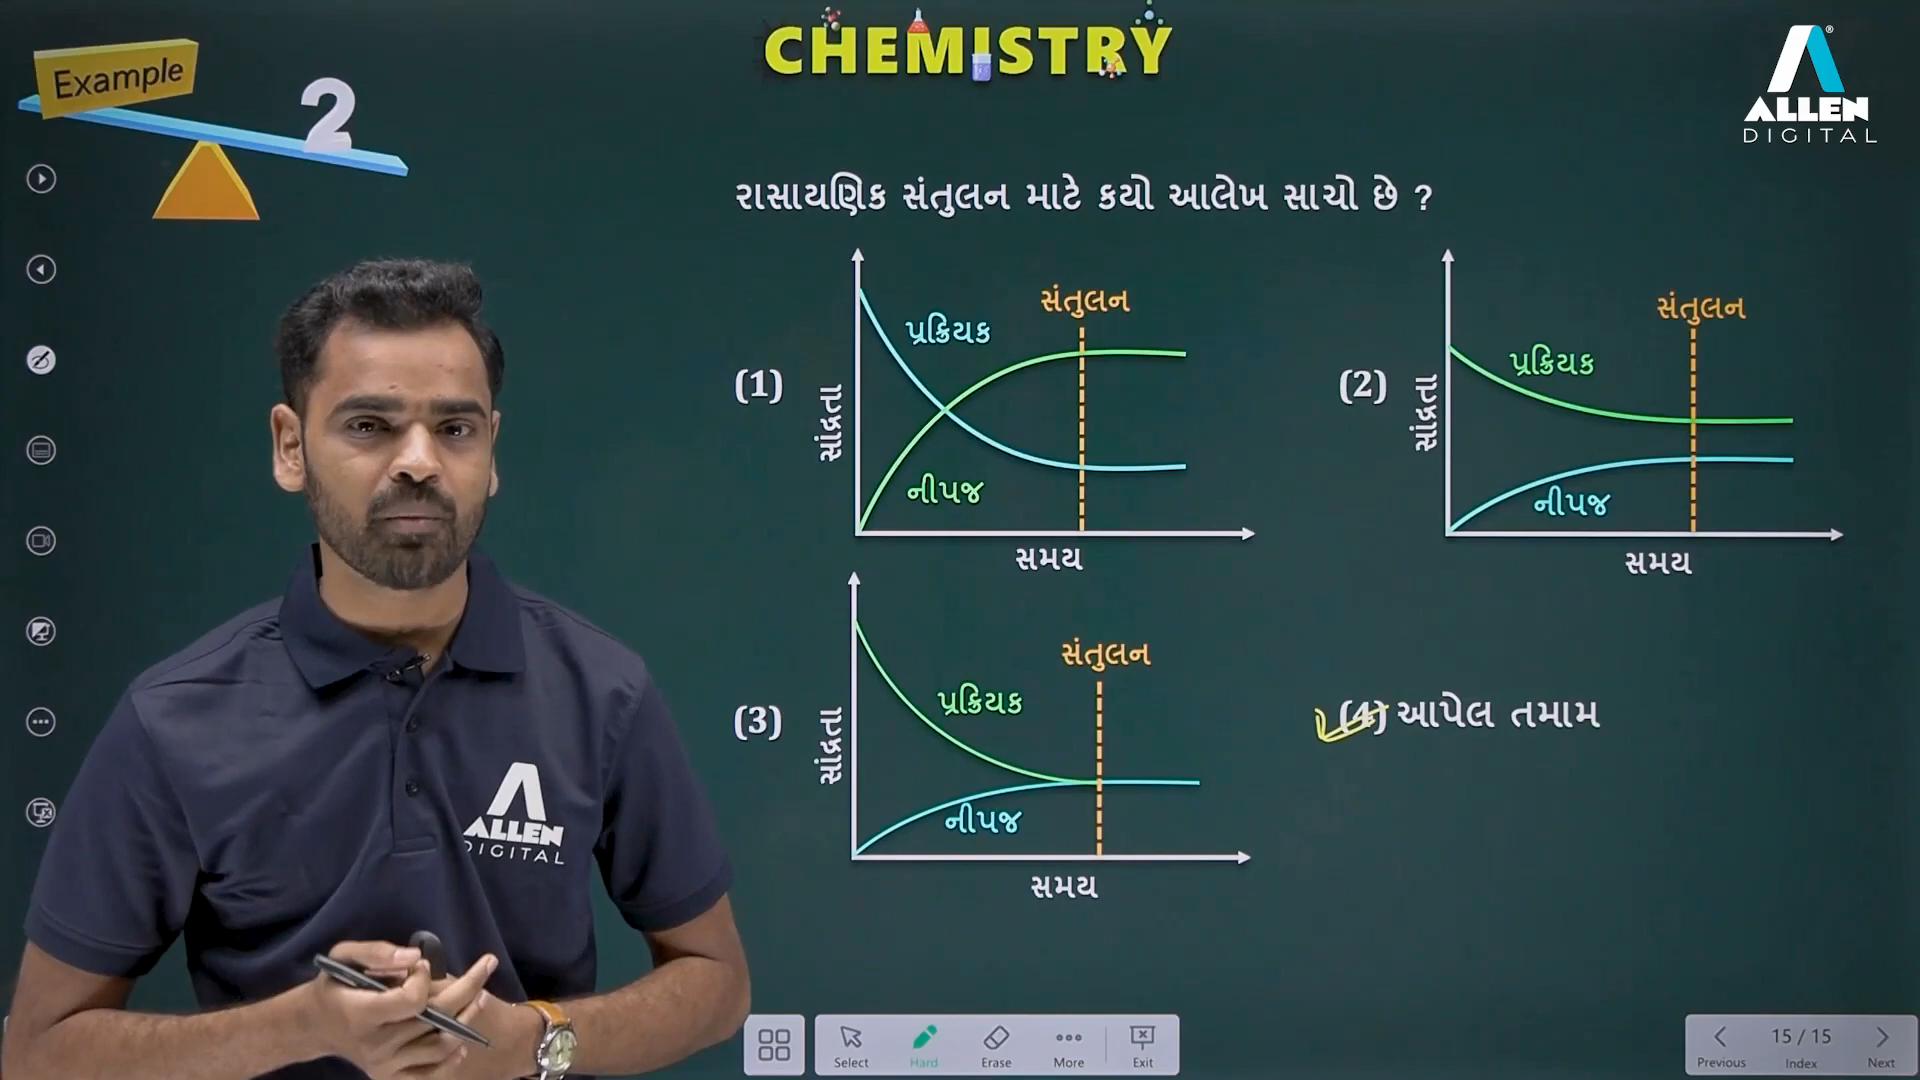 CHEMISTRY
Example
2
ALLEN
DIGITAL
રાસાયણિક સંતુલન માટે કયો આલેખ સાચો છે ?
(1)
સાંદ્રતા
પ્રક્રિયક
નીપજ
સંતુલન
સમય
(2)
સાંદ્રતા
પ્રક્રિયક
નીપજ
સંતુલન
સમય
(3)
સાંદ્રતા
પ્રક્રિયક
નીપજ
સંતુલન
સમય
(4) આપેલ તમામ
ALLEN
DIGITAL
Select
Hard
Erase
More
Exit
Previous
15 / 15
Index
Next